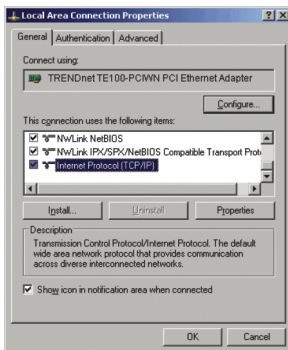 Local Area Connection Properties
General Authentication Advanced
Connect using:
TRENDnet TE100-PCIWN PCI Ethernet Adapter
Configure...
This connection uses the following items:
NWLink NetBIOS
NWLink IPX/SPX/NetBIOS Compatible Transport Proto
Internet Protocol (TCP/IP)
Install... Uninstall Properties
Description
Transmission Control Protocol/Internet Protocol. The default
wide area network protocol that provides communication
across diverse interconnected networks.
Show icon in notification area when connected
OK Cancel